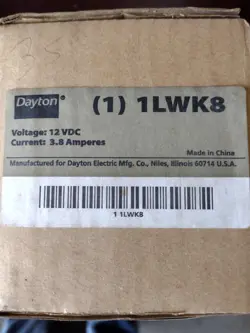 Dayton (1) 1LWK8
Voltage: 12 VDC
Current: 3.8 Amperes
Made in China
Manufactured for Dayton Electric Mfg. Co., Niles, Illinois 60714 U.S.A.
1 1LWK8